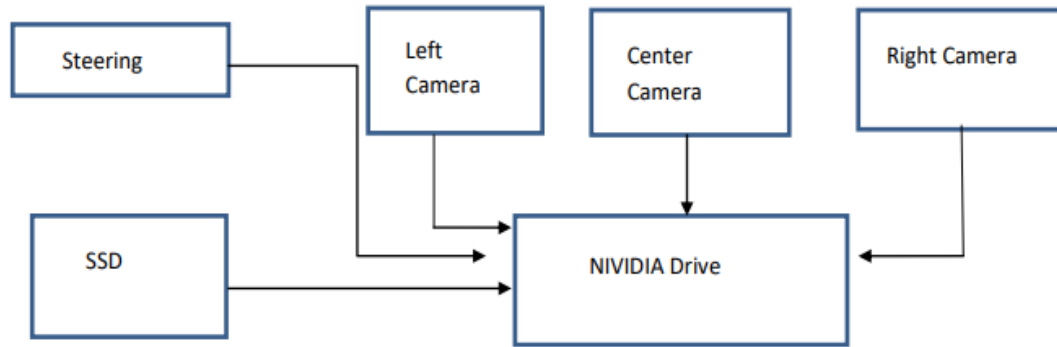 Steering
Left
Camera
Center
Camera
Right Camera
SSD
NIVIDIA Drive